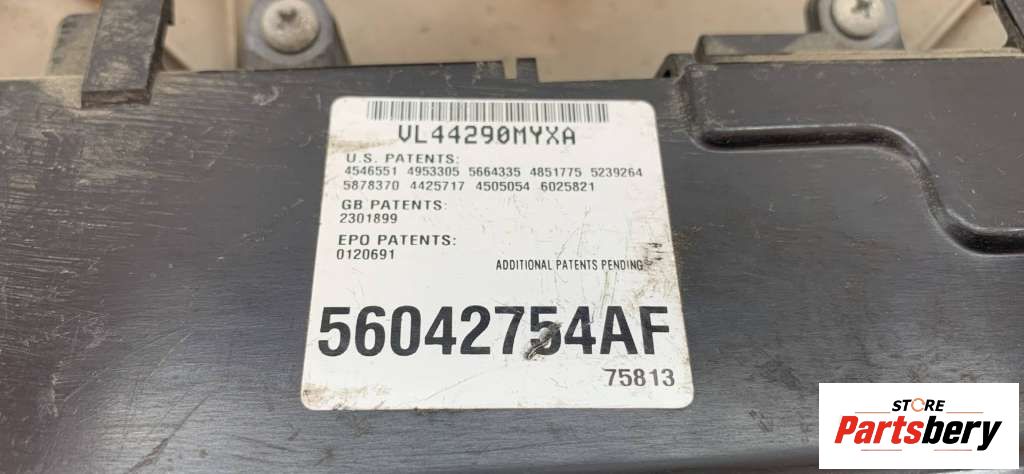 VL44290MYXA
U.S. PATENTS:
4546551 4953305 5664335 4851775 5239264
5878370 4425717 4505054 6025821
GB PATENTS:
2301899
EPO PATENTS:
0120691
ADDITIONAL PATENTS PENDING
56042754AF
75813
STORE
Partsbery